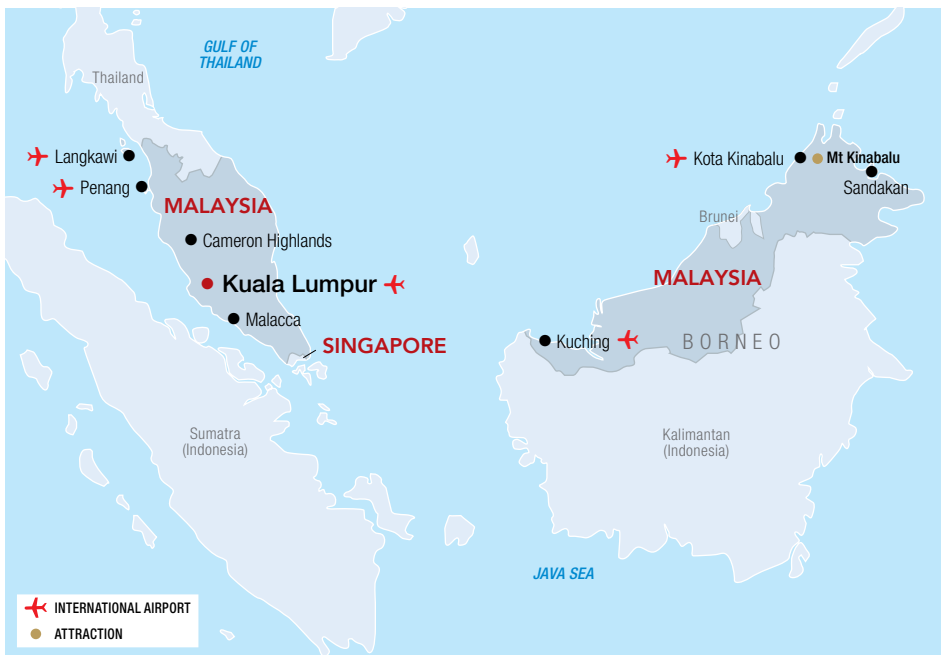 GULF OF
THAILAND
Thailand
Langkawi
Penang
MALAYSIA
Cameron Highlands
Kuala Lumpur
Malacca
SINGAPORE
Sumatra
(Indonesia)
Kota Kinabalu
Mt Kinabalu
Sandakan
Brunei
MALAYSIA
BORNEO
Kuching
Kalimantan
(Indonesia)
JAVA SEA
INTERNATIONAL AIRPORT
ATTRACTION